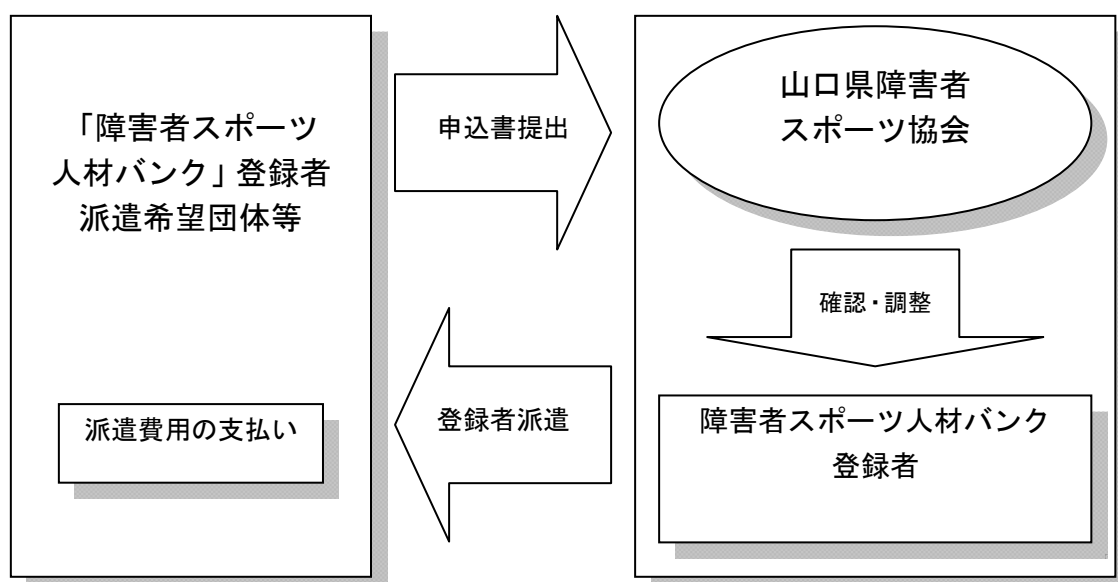 「障害者スポーツ
人材バンク」登録者
派遣希望団体等
申込書提出
山口県障害者
スポーツ協会
確認・調整
障害者スポーツ人材バンク
登録者
登録者派遣
派遣費用の支払い